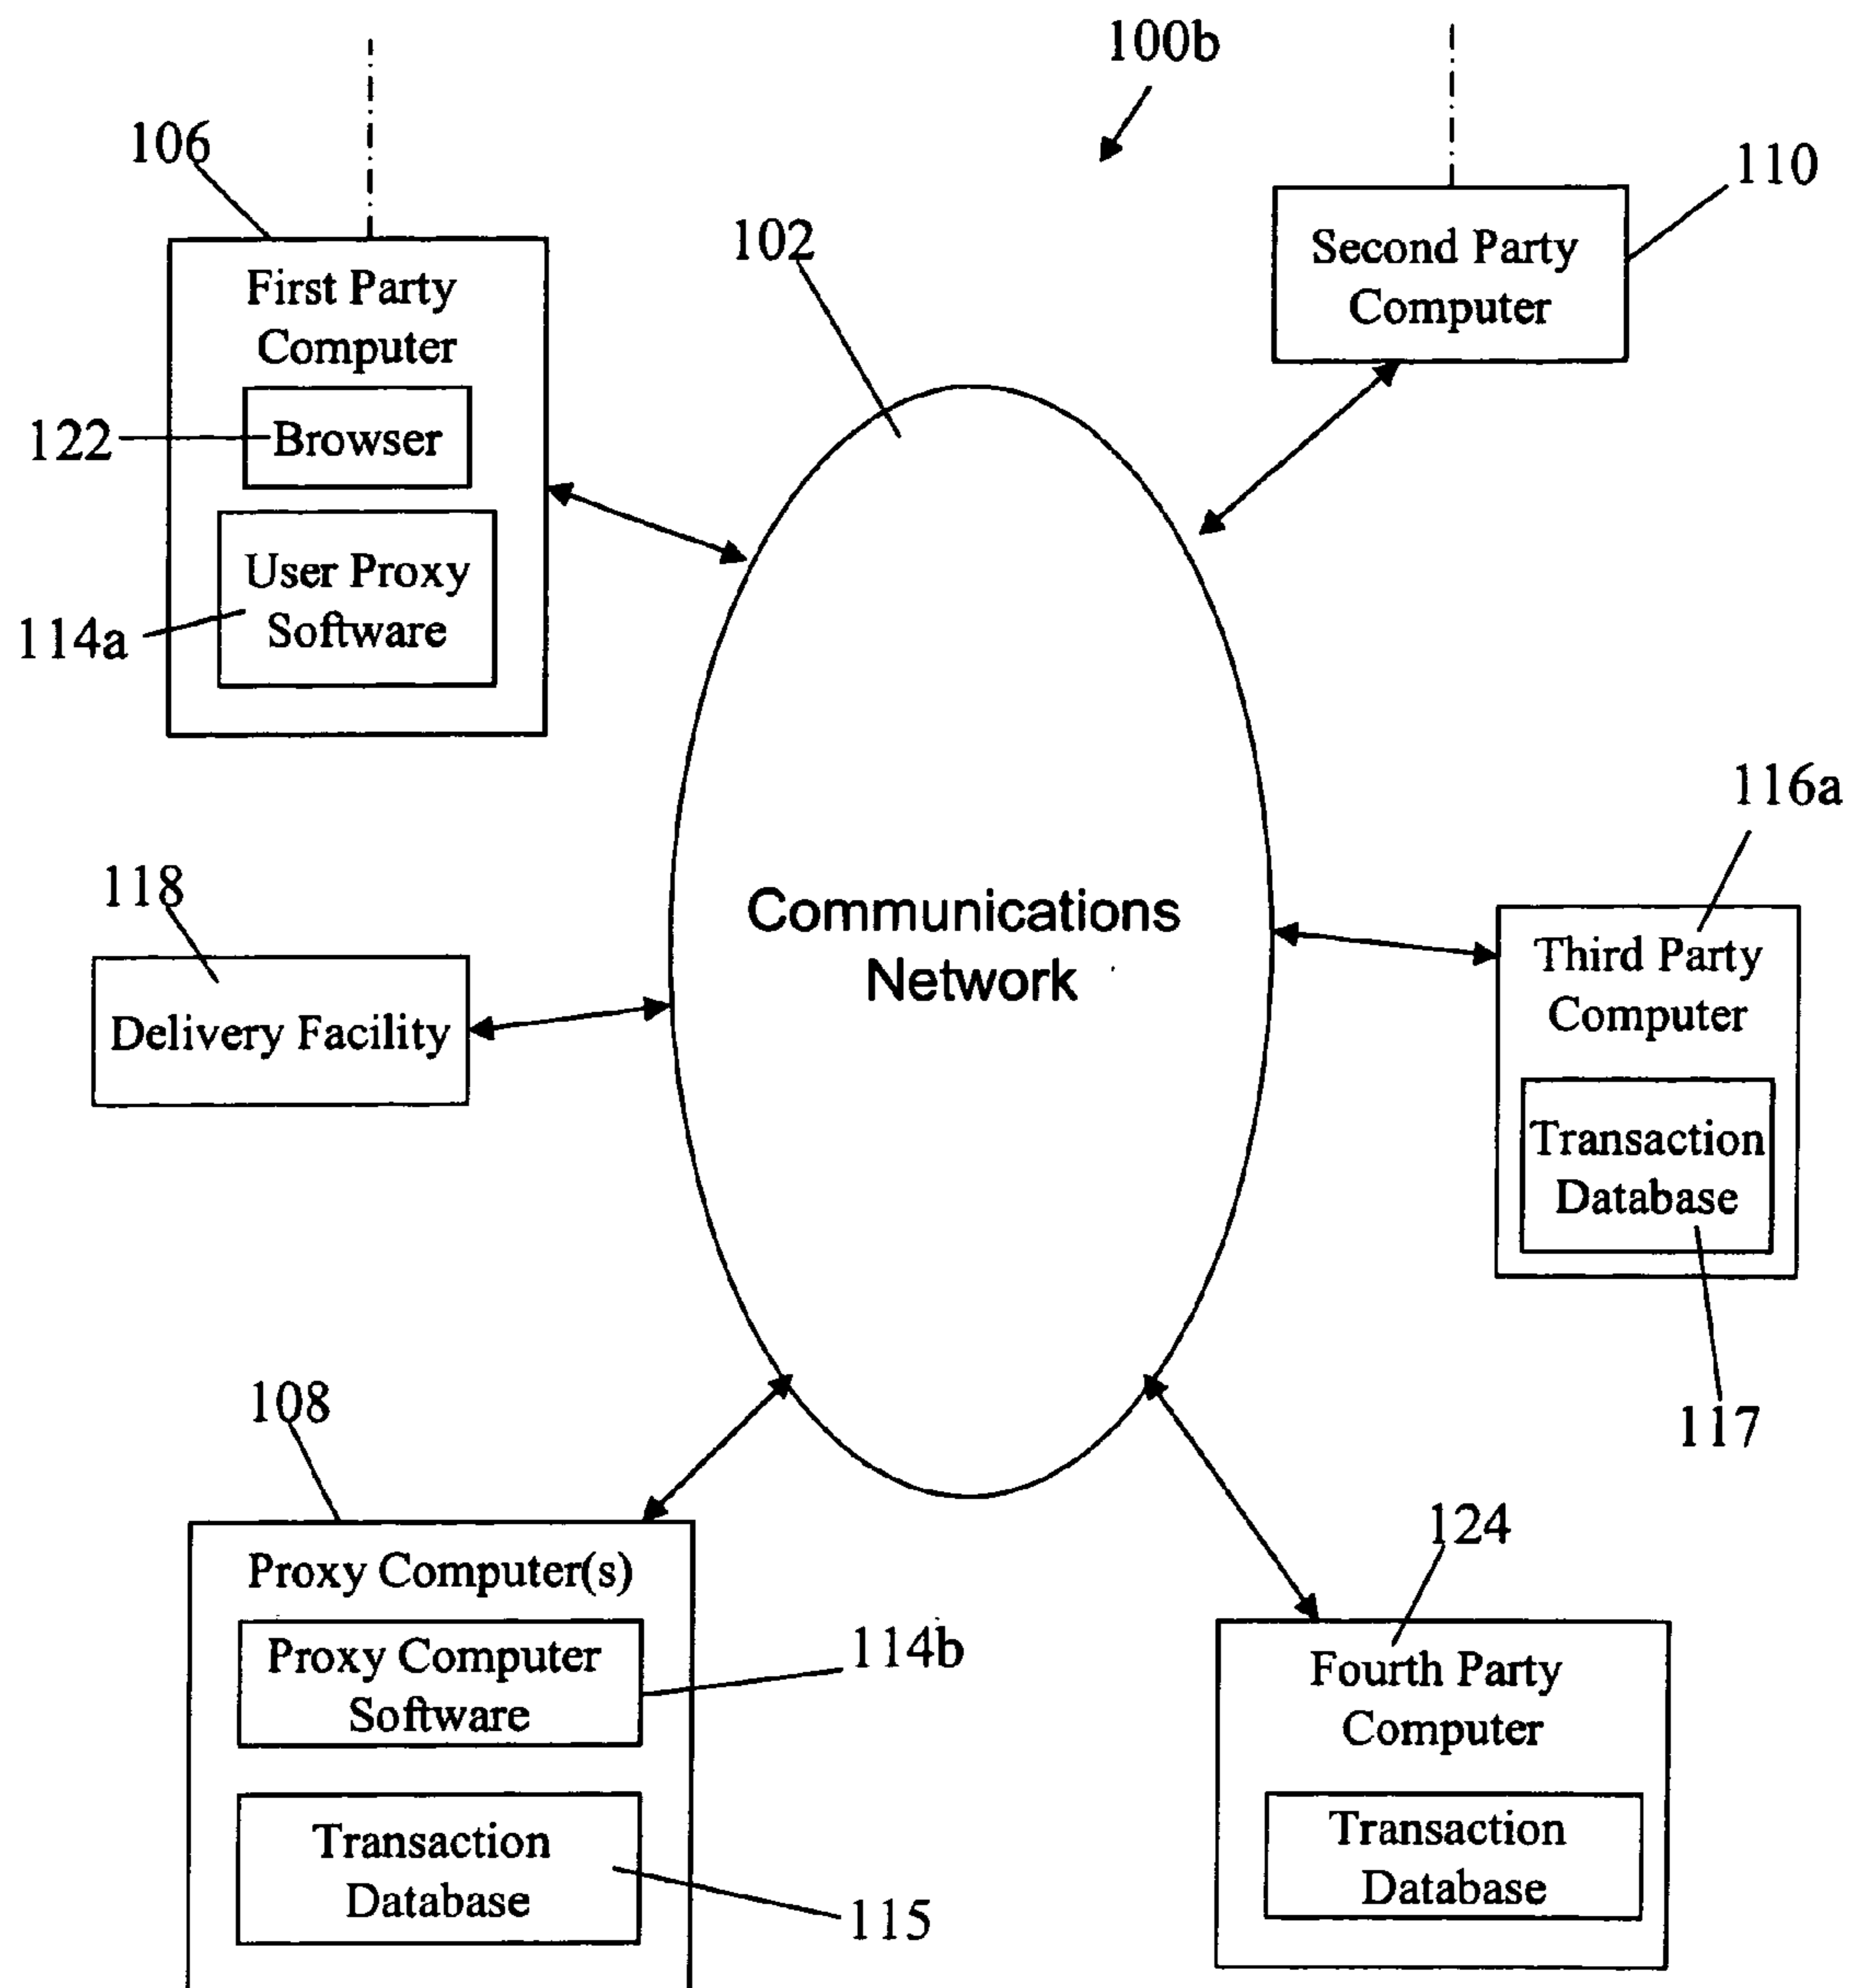 100b
106
110
102
Second Party
Computer
First Party
Computer
122
Browser
User Proxy
Software
114a
116a
118
Communications
Network
Third Party
Computer
Delivery Facility
Transaction
Database
117
108
124
Proxy Computer(s)
Proxy Computer
Software
114b
Fourth Party
Computer
Transaction
Database
115
Transaction
Database